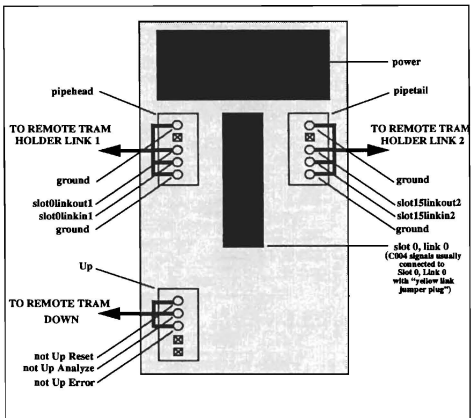 power
pipehead
pipetail
TO REMOTE TRAM
HOLDER LINK 1
TO REMOTE TRAM
HOLDER LINK 2
ground
ground
slot0linkout1
slot15linkout2
slot0linkin1
slot15linkin2
ground
ground
slot 0, link 0
(C004 signals usually
connected to
Slot 0, Link 0
with "yellow link
jumper plug")
Up
TO REMOTE TRAM
DOWN
not Up Reset
not Up Analyze
not Up Error